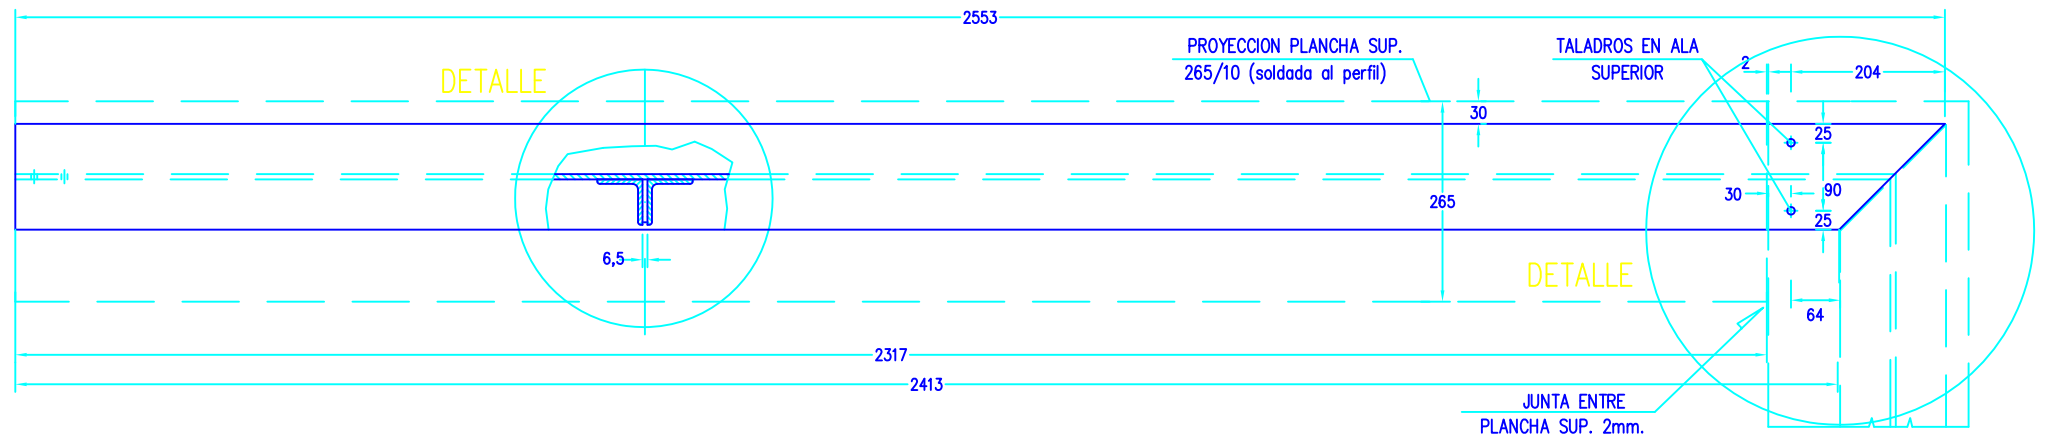 2553
PROYECCION PLANCHA SUP.
265/10 (soldada al perfil)
TALADROS EN ALA
SUPERIOR
2
204
DETALLE
30
25
265
30
90
25
6,5
DETALLE
64
2317
2413
JUNTA ENTRE
PLANCHA SUP. 2mm.